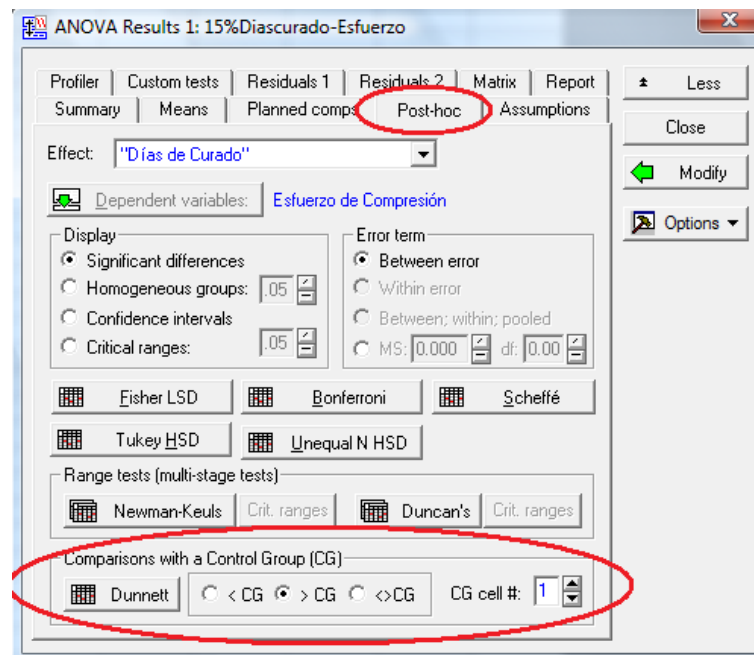 ANOVA Results 1: 15%Diascurado-Esfuerzo
Profiler Custom tests Residuals 1 Residuals 2 Matrix Report
Summary Means Planned comps Post-hoc Assumptions
Less
Close
Modify
Options
Effect: "Días de Curado"
Dependent variables: Esfuerzo de Compresión
Display
Significant differences
Homogeneous groups: .05
Confidence intervals
Critical ranges: .05
Error term
Between error
Within error
Between; within; pooled
MS: 0.000 df: 0.00
Fisher LSD Bonferroni Scheffé
Tukey HSD Unequal N HSD
Range tests (multi-stage tests)
Newman-Keuls Crit. ranges Duncan's Crit. ranges
Comparisons with a Control Group (CG)
Dunnett < CG > CG <>CG CG cell #: 1